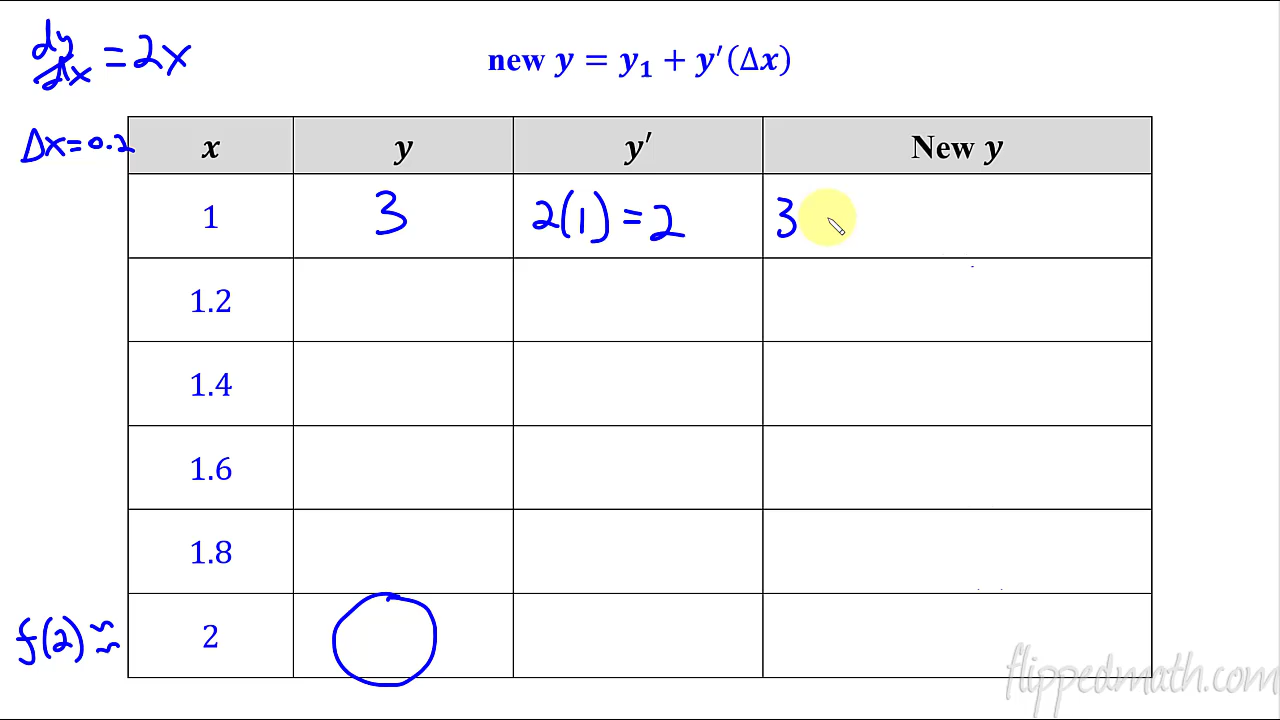 dy/dx = 2x
new y = y₁ + y′(Δx)
Δx = 0.2
x y y′ New y
1 3 2(1) = 2 3
1.2
1.4
1.6
1.8
f(2) ≈ 2
flippedmath.com